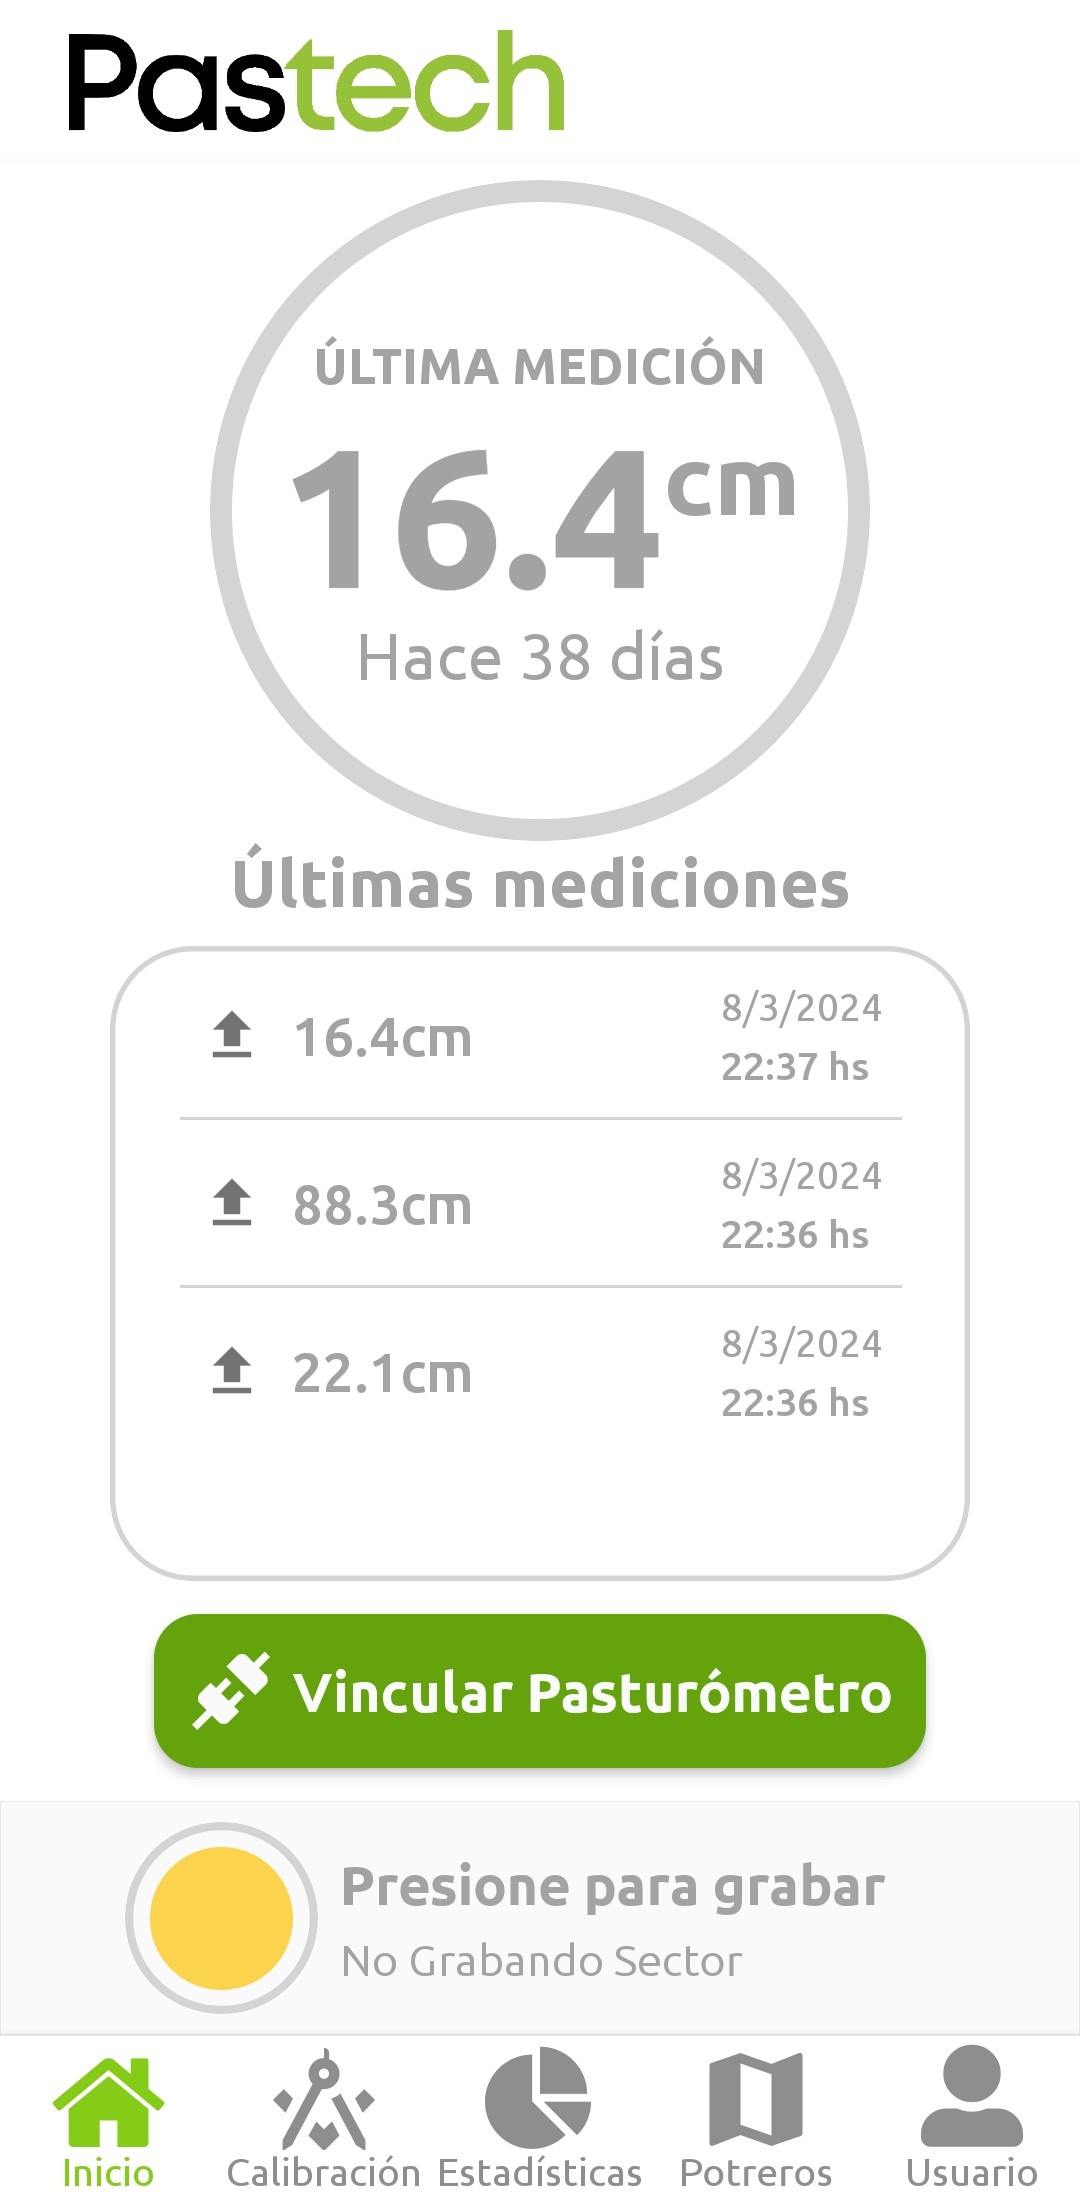 Pastech
ÚLTIMA MEDICIÓN
16.4cm
Hace 38 días
Últimas mediciones
16.4cm
8/3/2024
22:37 hs
88.3cm
8/3/2024
22:36 hs
22.1cm
8/3/2024
22:36 hs
Vincular Pasturómetro
Presione para grabar
No Grabando Sector
Inicio
Calibración
Estadísticas
Potreros
Usuario